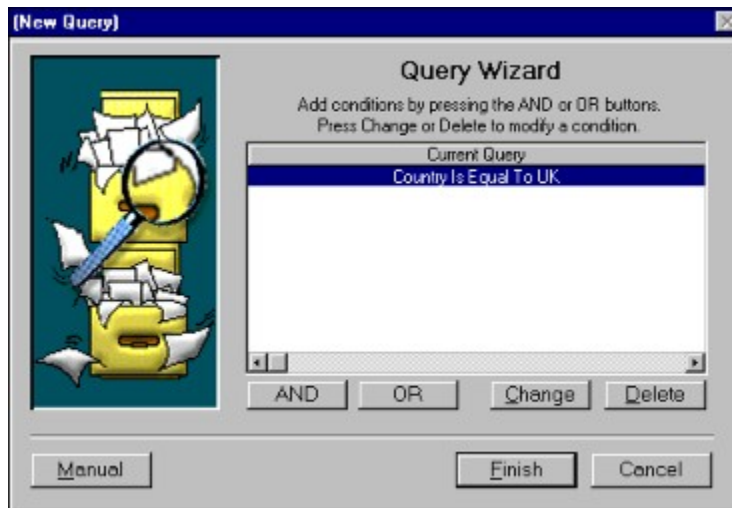 (New Query)
Query Wizard
Add conditions by pressing the AND or OR buttons.
Press Change or Delete to modify a condition.
Current Query
Country Is Equal To UK
AND OR Change Delete
Manual Finish Cancel